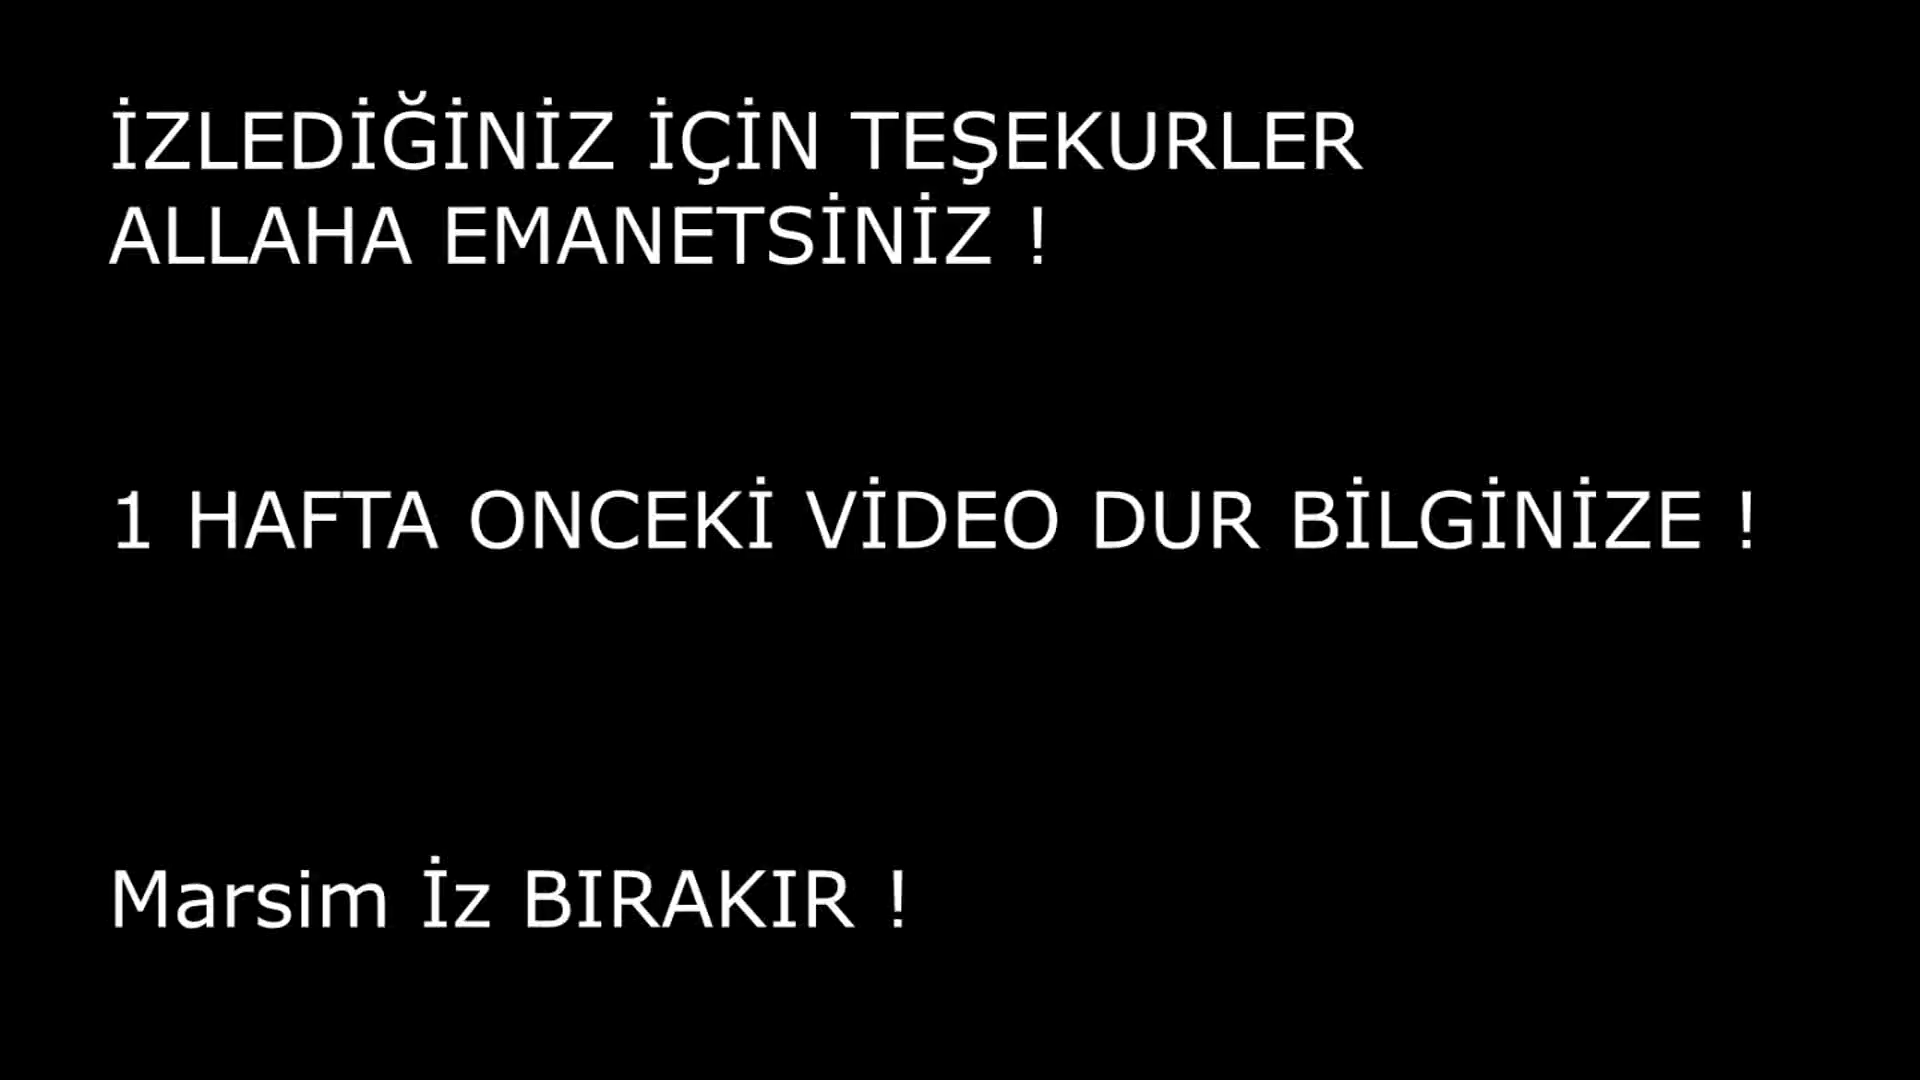 İZLEDİĞİNİZ İÇİN TEŞEKURLER
ALLAHA EMANETSİNİZ !
1 HAFTA ONCEKİ VİDEO DUR BİLGİNİZE !
Marsim İz BIRAKIR !